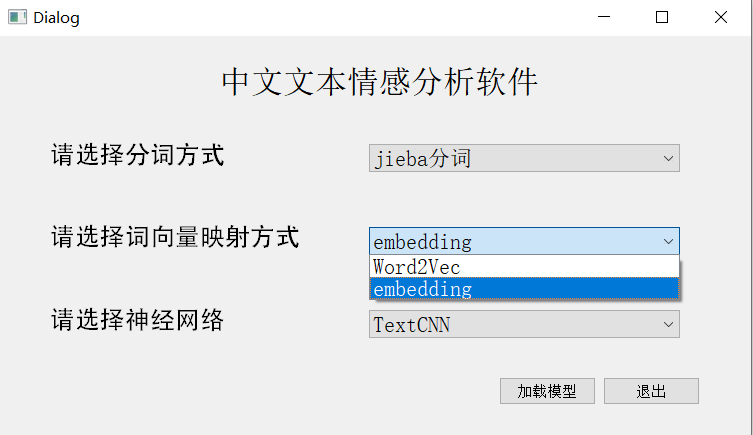 Dialog
中文文本情感分析软件
请选择分词方式
jieba分词
请选择词向量映射方式
embedding
Word2Vec
embedding
请选择神经网络
TextCNN
加载模型
退出